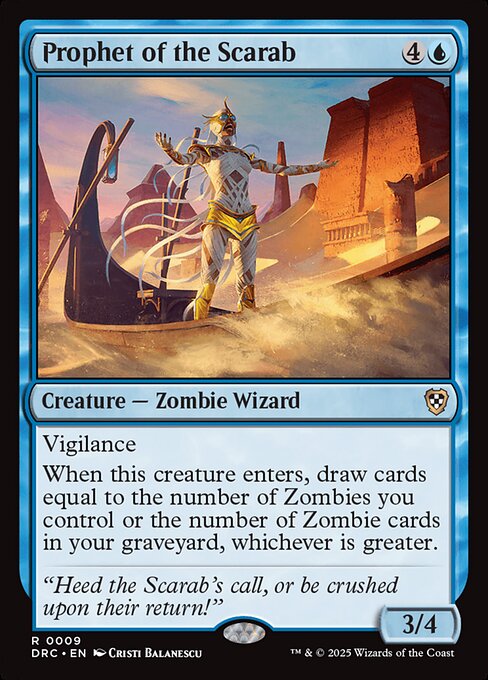 Prophet of the Scarab 4
Creature — Zombie Wizard
Vigilance
When this creature enters, draw cards
equal to the number of Zombies you
control or the number of Zombie cards
in your graveyard, whichever is greater.
“Heed the Scarab’s call, or be crushed
upon their return!”
3/4
R 0009
DRC • EN Cristi Balanescu
™ & © 2025 Wizards of the Coast